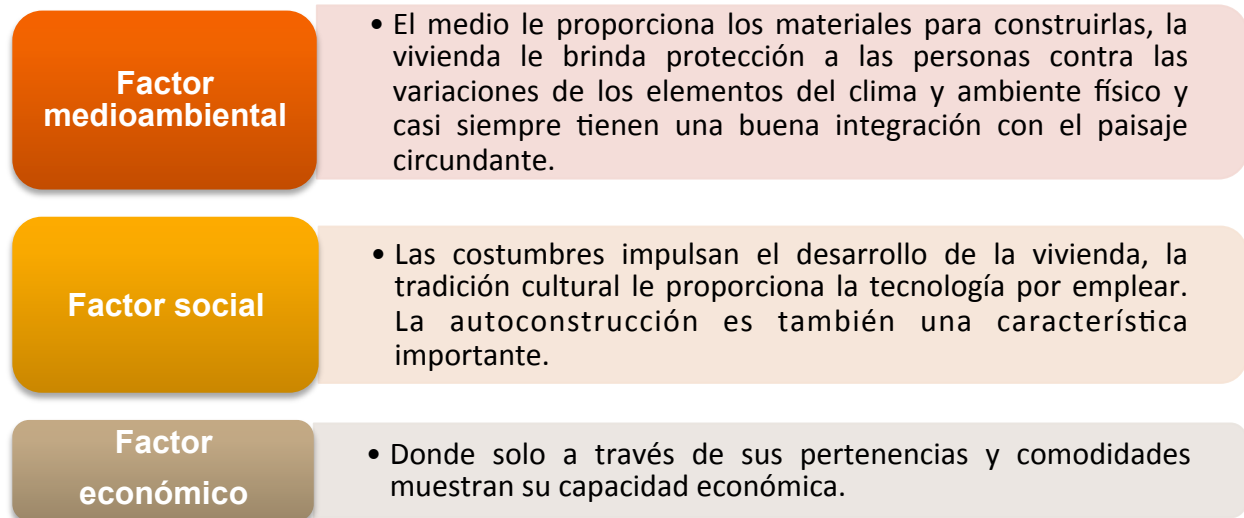 Factor
medioambiental
• El medio le proporciona los materiales para construirlas, la
vivienda le brinda protección a las personas contra las
variaciones de los elementos del clima y ambiente físico y
casi siempre tienen una buena integración con el paisaje
circundante.
Factor social
• Las costumbres impulsan el desarrollo de la vivienda, la
tradición cultural le proporciona la tecnología por emplear.
La autoconstrucción es también una característica
importante.
Factor
económico
• Donde solo a través de sus pertenencias y comodidades
muestran su capacidad económica.